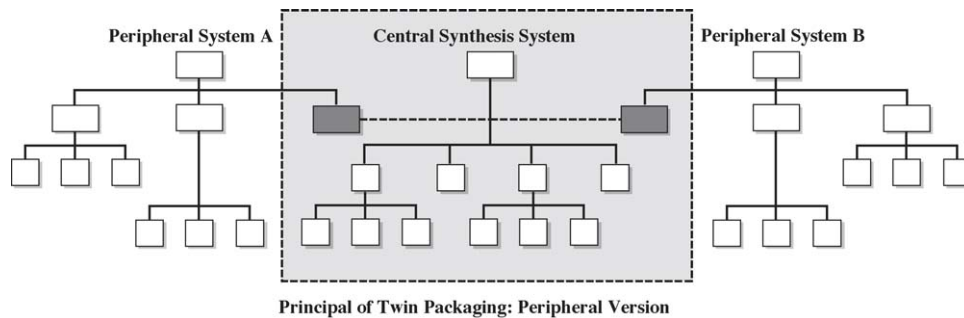 Peripheral System A
Central Synthesis System
Peripheral System B
Principal of Twin Packaging: Peripheral Version